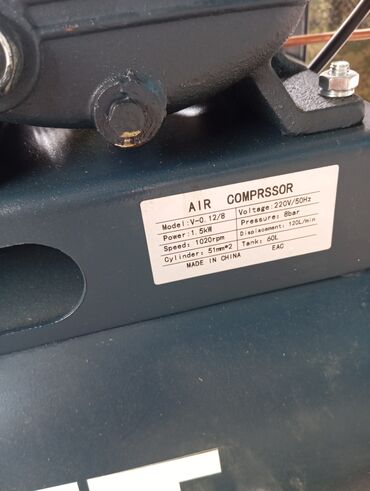 AIR COMPRSSOR
Model:V-0.12/8 Voltage:220V/50Hz
Power:1.5kW Pressure: 8bar
Speed: 1020rpm Displacement: 120L/min
Cylinder: 51mm*2 Tank: 60L
MADE IN CHINA EAC